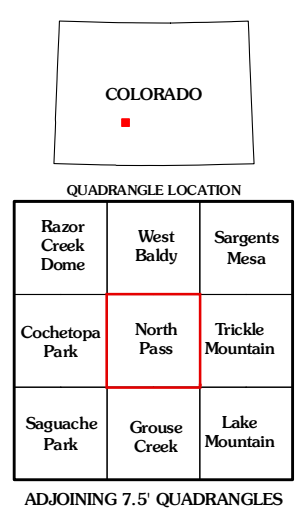 COLORADO
QUADRANGLE LOCATION
Razor
Creek
Dome
West
Baldy
Sargents
Mesa
Cochetopa
Park
North
Pass
Trickle
Mountain
Saguache
Park
Grouse
Creek
Lake
Mountain
ADJOINING 7.5' QUADRANGLES